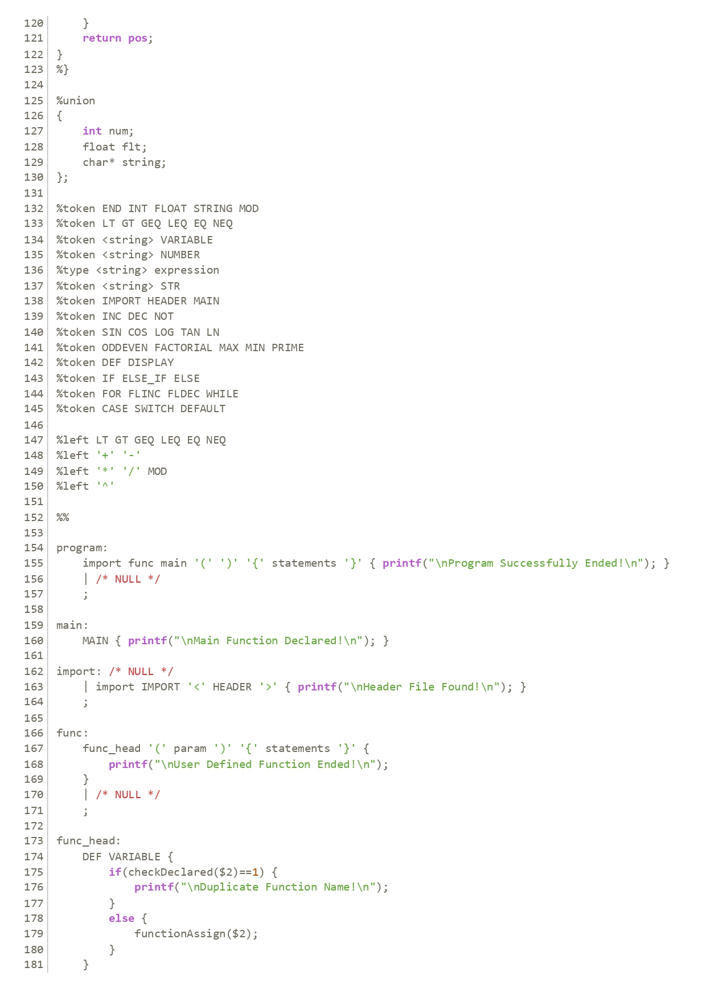 120     }
121     return pos;
122 }
123 %}
124
125 %union
126 {
127     int num;
128     float flt;
129     char* string;
130 };
131
132 %token END INT FLOAT STRING MOD
133 %token LT GT GEQ LEQ EQ NEQ
134 %token <string> VARIABLE
135 %token <string> NUMBER
136 %type <string> expression
137 %token <string> STR
138 %token IMPORT HEADER MAIN
139 %token INC DEC NOT
140 %token SIN COS LOG TAN LN
141 %token ODDEVEN FACTORIAL MAX MIN PRIME
142 %token DEF DISPLAY
143 %token IF ELSE_IF ELSE
144 %token FOR FLINC FLDEC WHILE
145 %token CASE SWITCH DEFAULT
146
147 %left LT GT GEQ LEQ EQ NEQ
148 %left '+' '-'
149 %left '*' '/' MOD
150 %left '^'
151
152 %%
153
154 program:
155     import func main '(' ')' '{' statements '}' { printf("\nProgram Successfully Ended!\n"); }
156     | /* NULL */
157     ;
158
159 main:
160     MAIN { printf("\nMain Function Declared!\n"); }
161
162 import: /* NULL */
163     | import IMPORT '<' HEADER '>' { printf("\nHeader File Found!\n"); }
164     ;
165
166 func:
167     func_head '(' param ')' '{' statements '}' {
168         printf("\nUser Defined Function Ended!\n");
169     }
170     | /* NULL */
171     ;
172
173 func_head:
174     DEF VARIABLE {
175         if(checkDeclared($2)==1) {
176             printf("\nDuplicate Function Name!\n");
177         }
178         else {
179             functionAssign($2);
180         }
181     }